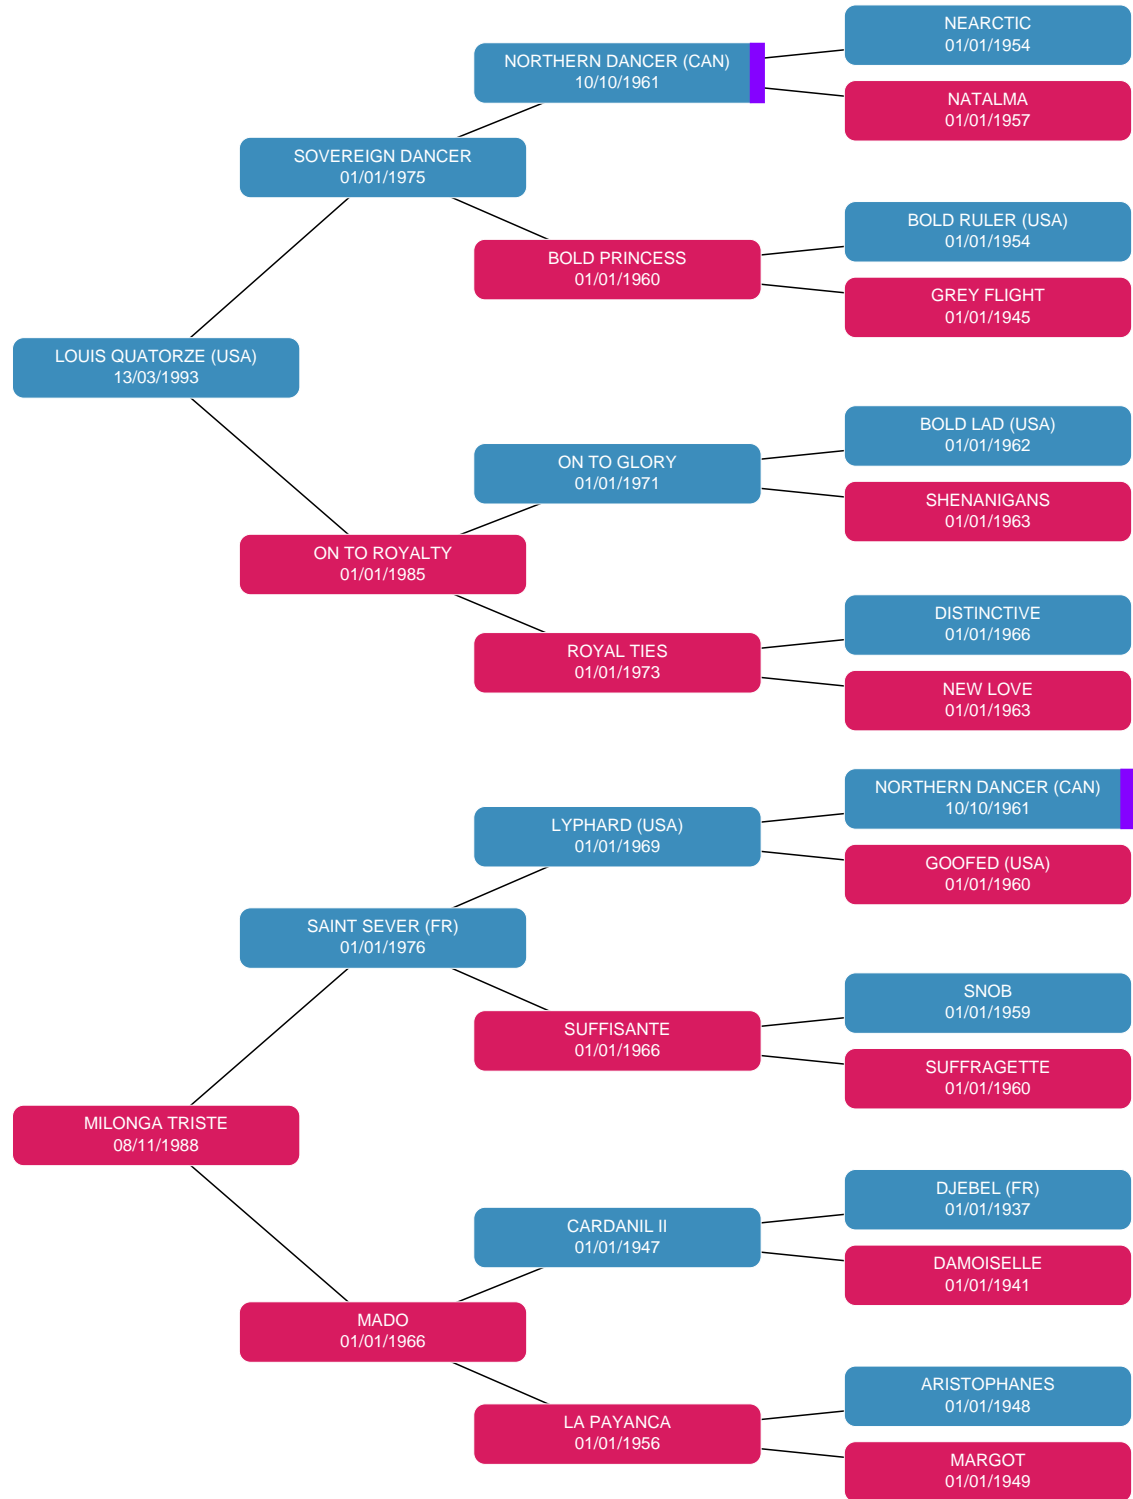 NEARCTIC
01/01/1954
NORTHERN DANCER (CAN)
10/10/1961
NATALMA
01/01/1957
SOVEREIGN DANCER
01/01/1975
BOLD RULER (USA)
01/01/1954
BOLD PRINCESS
01/01/1960
GREY FLIGHT
01/01/1945
LOUIS QUATORZE (USA)
13/03/1993
BOLD LAD (USA)
01/01/1962
ON TO GLORY
01/01/1971
SHENANIGANS
01/01/1963
ON TO ROYALTY
01/01/1985
DISTINCTIVE
01/01/1966
ROYAL TIES
01/01/1973
NEW LOVE
01/01/1963
NORTHERN DANCER (CAN)
10/10/1961
LYPHARD (USA)
01/01/1969
GOOFED (USA)
01/01/1960
SAINT SEVER (FR)
01/01/1976
SNOB
01/01/1959
SUFFISANTE
01/01/1966
SUFFRAGETTE
01/01/1960
MILONGA TRISTE
08/11/1988
DJEBEL (FR)
01/01/1937
CARDANIL II
01/01/1947
DAMOISELLE
01/01/1941
MADO
01/01/1966
ARISTOPHANES
01/01/1948
LA PAYANCA
01/01/1956
MARGOT
01/01/1949